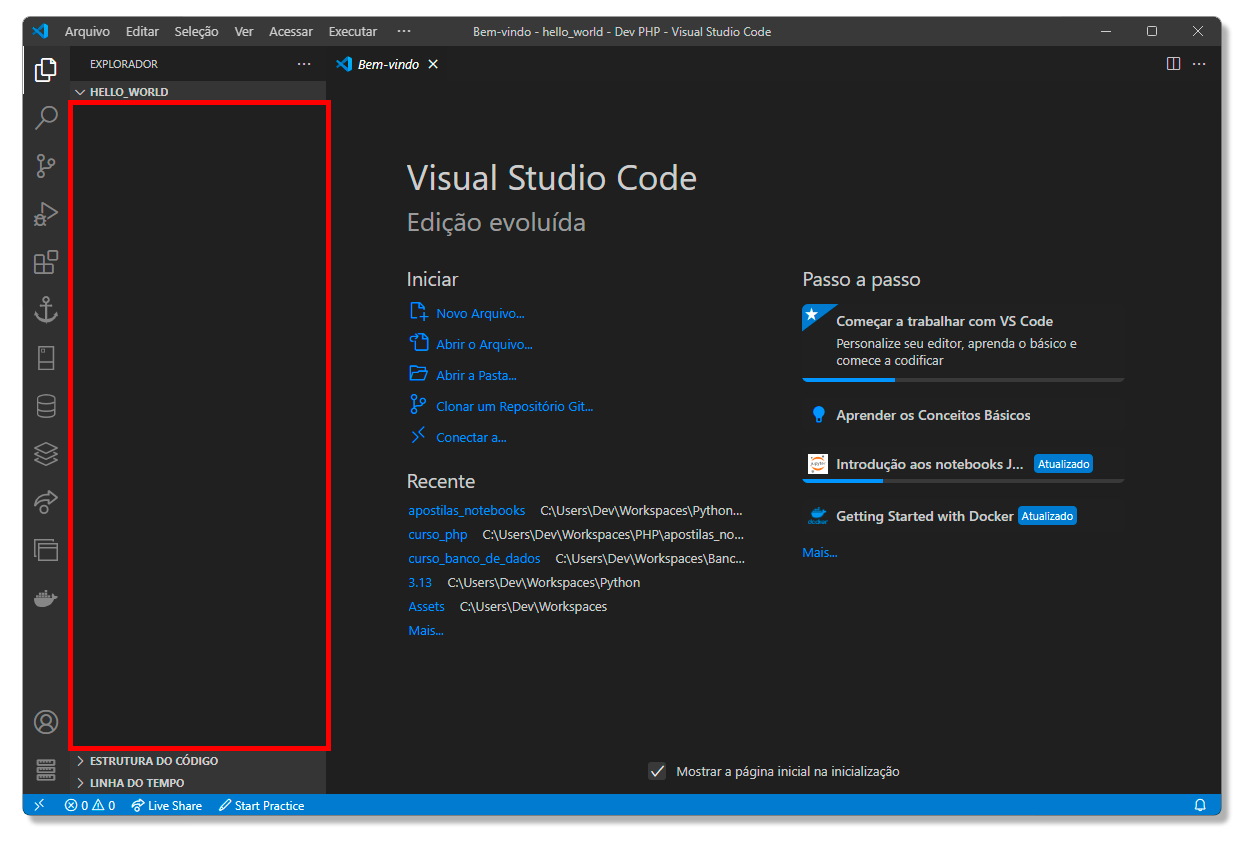 Arquivo Editar Seleção Ver Acessar Executar ··· Bem-vindo - hello_world - Dev PHP - Visual Studio Code
EXPLORADOR ···
Bem-vindo
HELLO_WORLD
Visual Studio Code
Edição evoluída
Iniciar
Novo Arquivo...
Abrir o Arquivo...
Abrir a Pasta...
Clonar um Repositório Git...
Conectar a...
Recente
apostilas_notebooks C:\Users\Dev\Workspaces\Python...
curso_php C:\Users\Dev\Workspaces\PHP\apostilas_no...
curso_banco_de_dados C:\Users\Dev\Workspaces\Banc...
3.13 C:\Users\Dev\Workspaces\Python
Assets C:\Users\Dev\Workspaces
Mais...
Passo a passo
Começar a trabalhar com VS Code
Personalize seu editor, aprenda o básico e
comece a codificar
Aprender os Conceitos Básicos
Introdução aos notebooks J... Atualizado
Getting Started with Docker Atualizado
Mais...
ESTRUTURA DO CÓDIGO
LINHA DO TEMPO
Mostrar a página inicial na inicialização
0 0 Live Share Start Practice